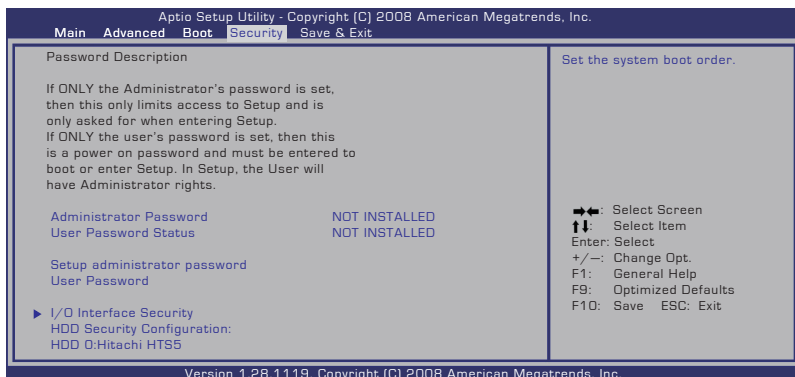 Aptio Setup Utility - Copyright (C) 2008 American Megatrends, Inc.
Main Advanced Boot Security Save & Exit
Password Description
If ONLY the Administrator's password is set,
then this only limits access to Setup and is
only asked for when entering Setup.
If ONLY the user's password is set, then this
is a power on password and must be entered to
boot or enter Setup. In Setup, the User will
have Administrator rights.
Administrator Password NOT INSTALLED
User Password Status NOT INSTALLED
Setup administrator password
User Password
I/O Interface Security
HDD Security Configuration:
HDD 0:Hitachi HTS5
Set the system boot order.
→←: Select Screen
↑↓: Select Item
Enter: Select
+/—: Change Opt.
F1: General Help
F9: Optimized Defaults
F10: Save ESC: Exit
Version 1.28.1119. Copyright (C) 2008 American Megatrends, Inc.